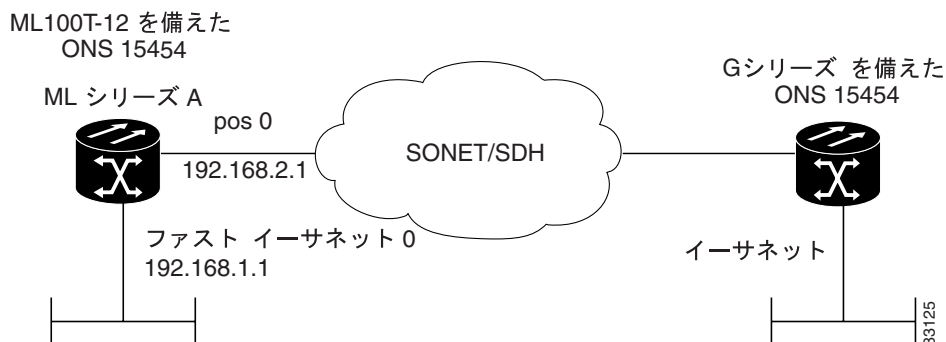 ML100T-12 を備えた
ONS 15454
ML シリーズ A
pos 0
192.168.2.1
ファスト イーサネット 0
192.168.1.1
SONET/SDH
Gシリーズ を備えた
ONS 15454
イーサネット
83125